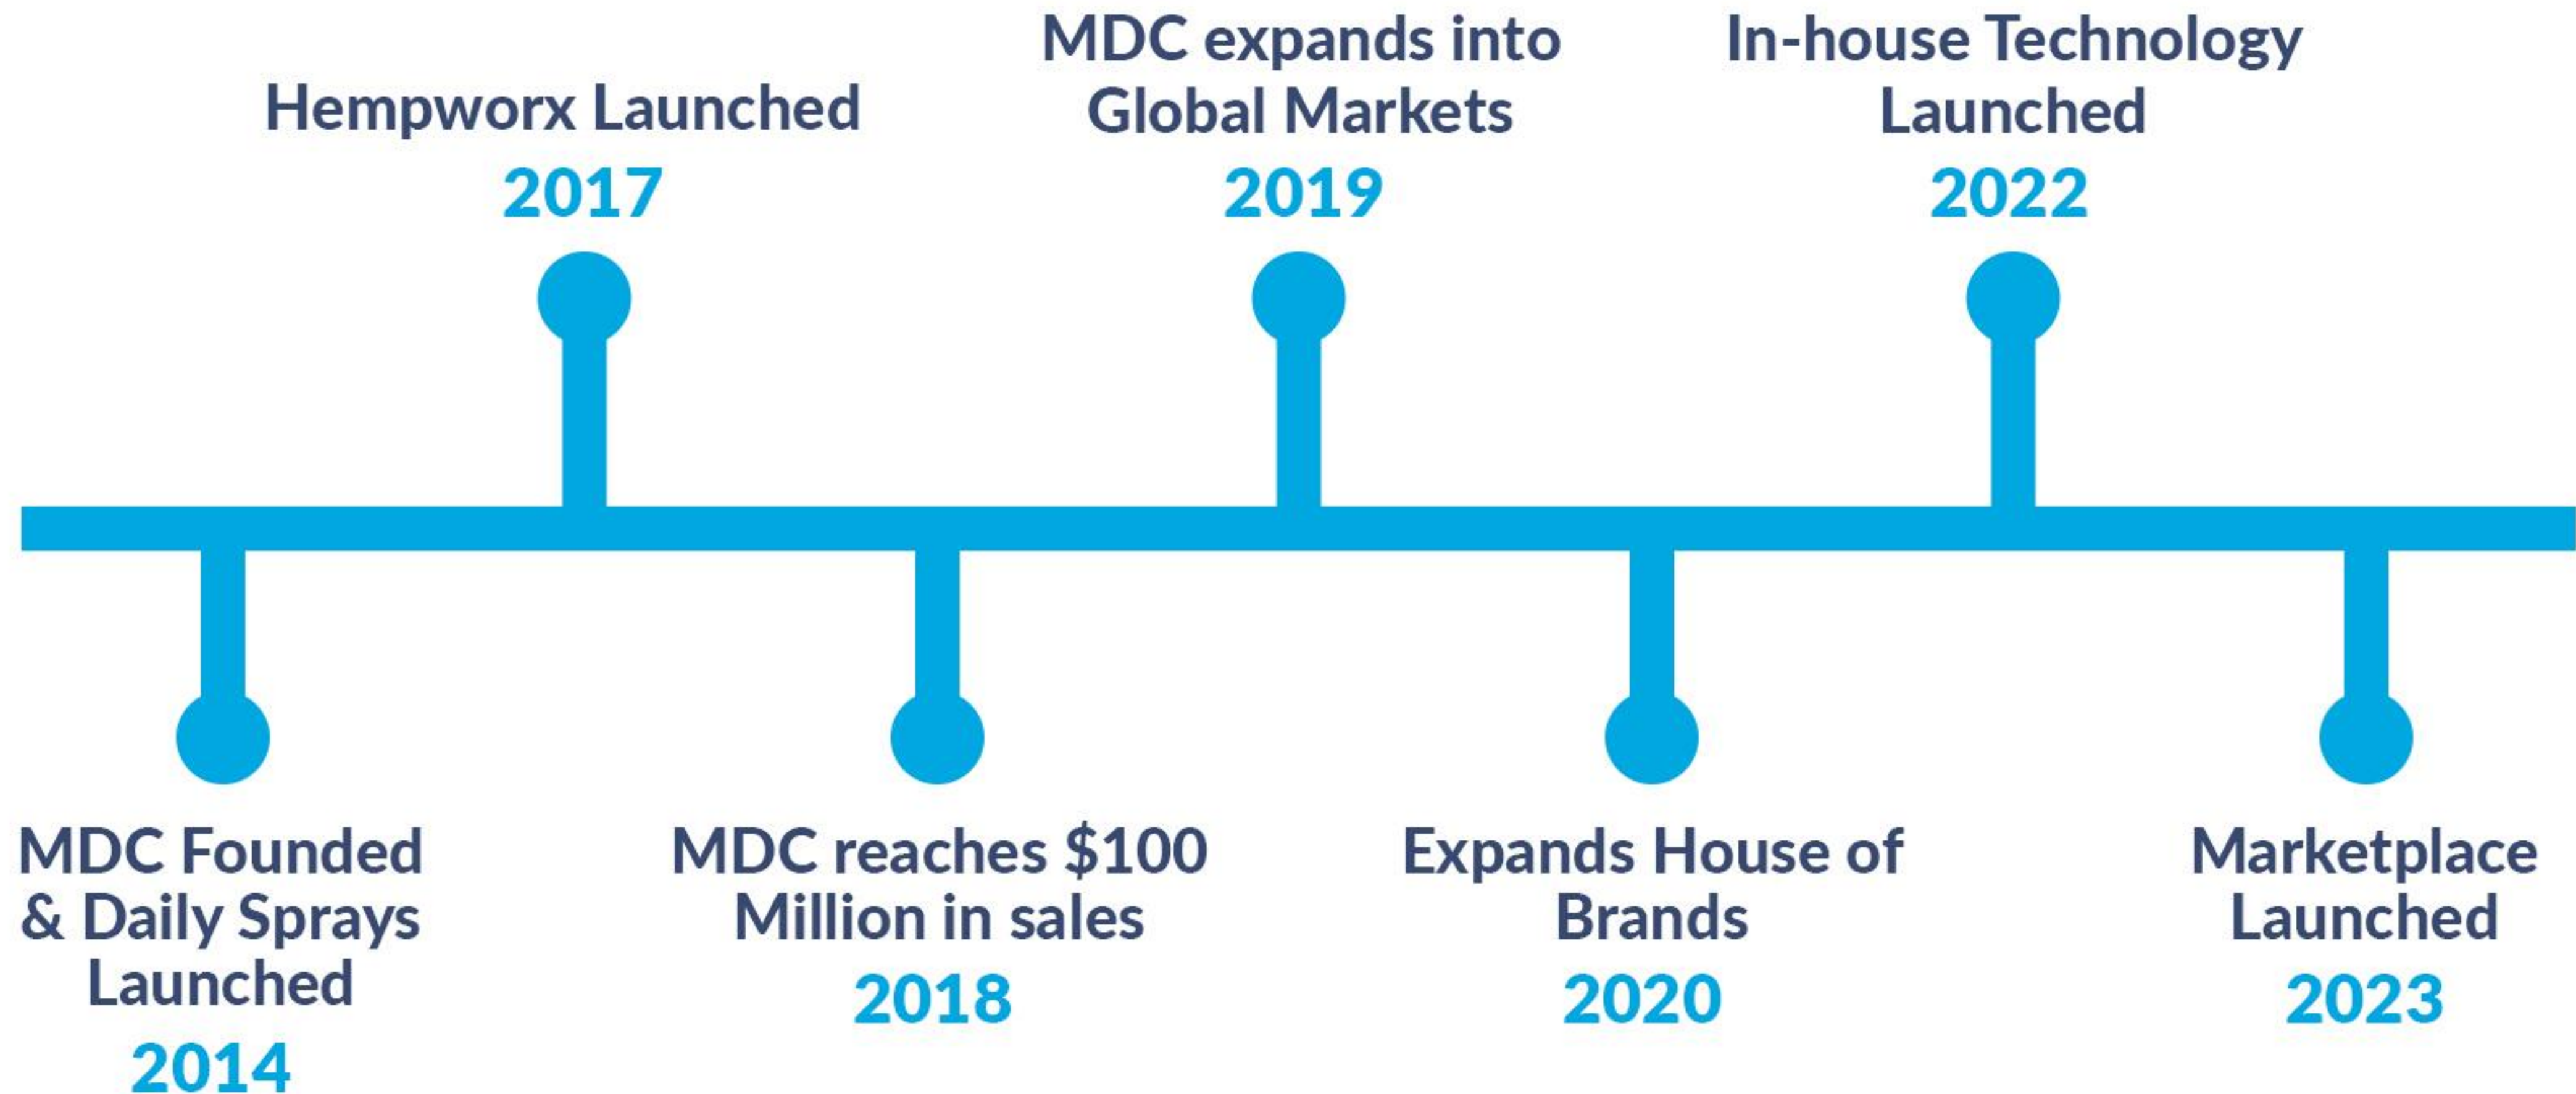 Hempworx Launched
2017
MDC expands into
Global Markets
2019
In-house Technology
Launched
2022
MDC Founded
& Daily Sprays
Launched
2014
MDC reaches $100
Million in sales
2018
Expands House of
Brands
2020
Marketplace
Launched
2023